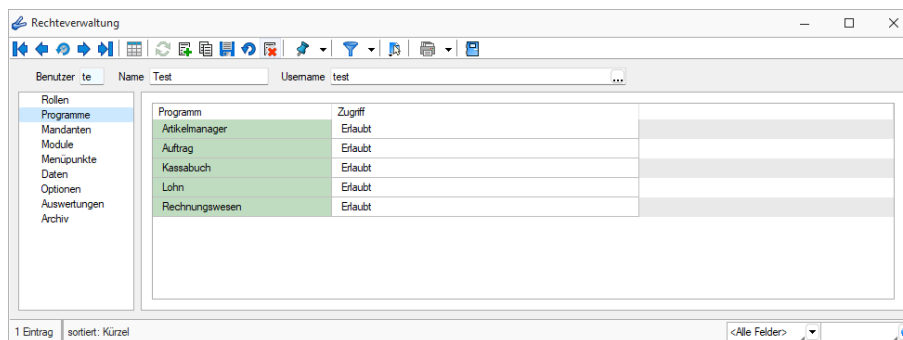 Rechteverwaltung
Benutzer te Name Test Username test ...
Rollen
Programme
Mandanten
Module
Menüpunkte
Daten
Optionen
Auswertungen
Archiv
Programm Zugriff
Artikelmanager Erlaubt
Auftrag Erlaubt
Kassabuch Erlaubt
Lohn Erlaubt
Rechnungswesen Erlaubt
1 Eintrag sortiert: Kürzel <Alle Felder>